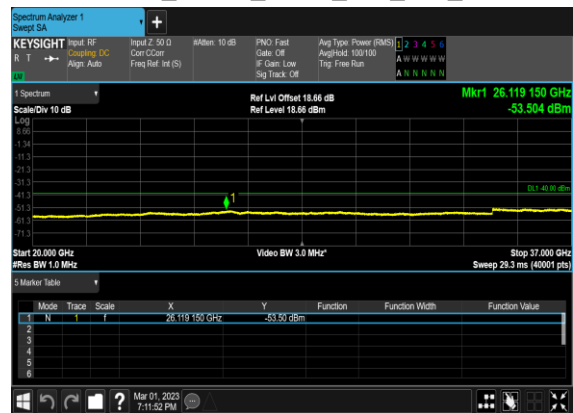 Spectrum Analyzer 1
Swept SA
+
KEYSIGHT Input: RF Input Z: 50 Ω #Atten: 10 dB PNO: Fast Avg Type: Power (RMS) 1 2 3 4 5 6
R T Coupling: DC Corr CCorr Gate: Off Avg|Hold: 100/100 A W W W W W
Align: Auto Freq Ref: Int (S) IF Gain: Low Trig: Free Run
LU Sig Track: Off A N N N N N
1 Spectrum Ref Lvl Offset 18.66 dB Mkr1 26.119 150 GHz
Scale/Div 10 dB Ref Level 18.66 dBm -53.504 dBm
Log
8.66
-1.34
-11.3
-21.3
-31.3
DL1 -40.00 dBm
-41.3
1
-51.3
-61.3
-71.3
Start 20.000 GHz Video BW 3.0 MHz* Stop 37.000 GHz
#Res BW 1.0 MHz Sweep 29.3 ms (40001 pts)
5 Marker Table
Mode Trace Scale X Y Function Function Width Function Value
1 N 1 f 26.119 150 GHz -53.50 dBm
2
3
4
5
6
? Mar 01, 2023
7:11:52 PM